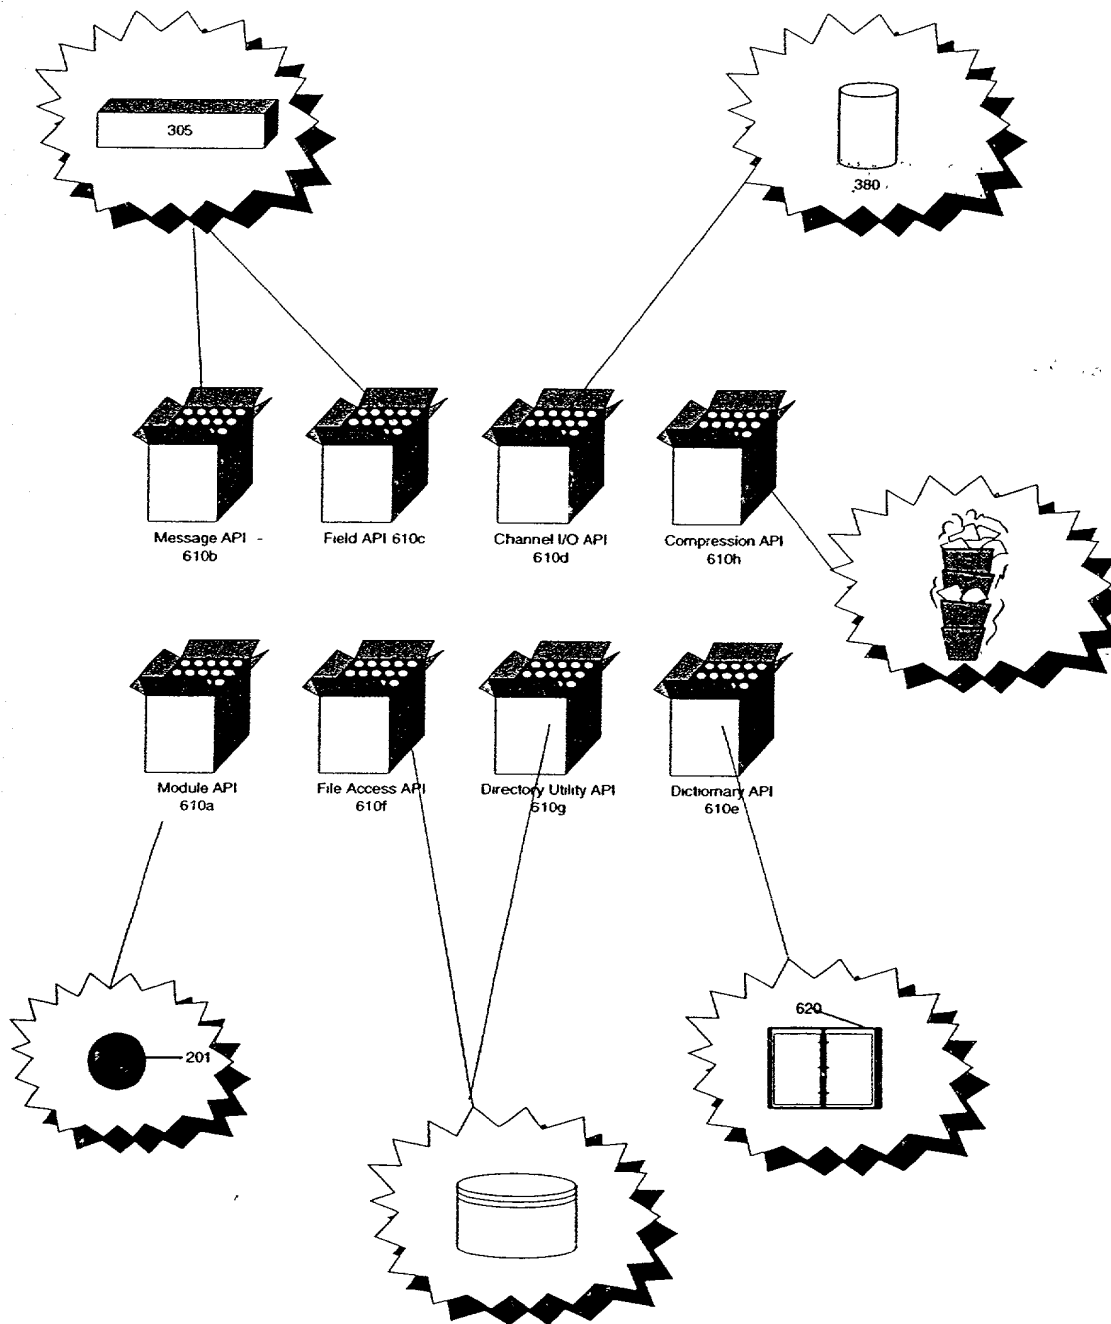 305
380
Message API -
610b
Field API 610c
Channel I/O API
610d
Compression API
610h
Module API
610a
File Access API
610f
Directory Utility API
610g
Dictionary API
610e
201
620